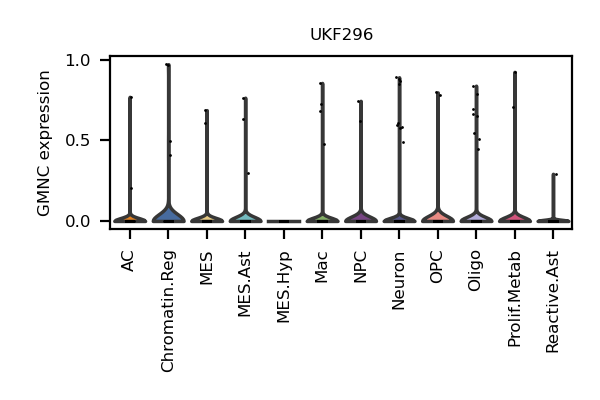 UKF296
GMNC expression
1.0
0.5
0.0
AC
Chromatin.Reg
MES
MES.Ast
MES.Hyp
Mac
NPC
Neuron
OPC
Oligo
Prolif.Metab
Reactive.Ast